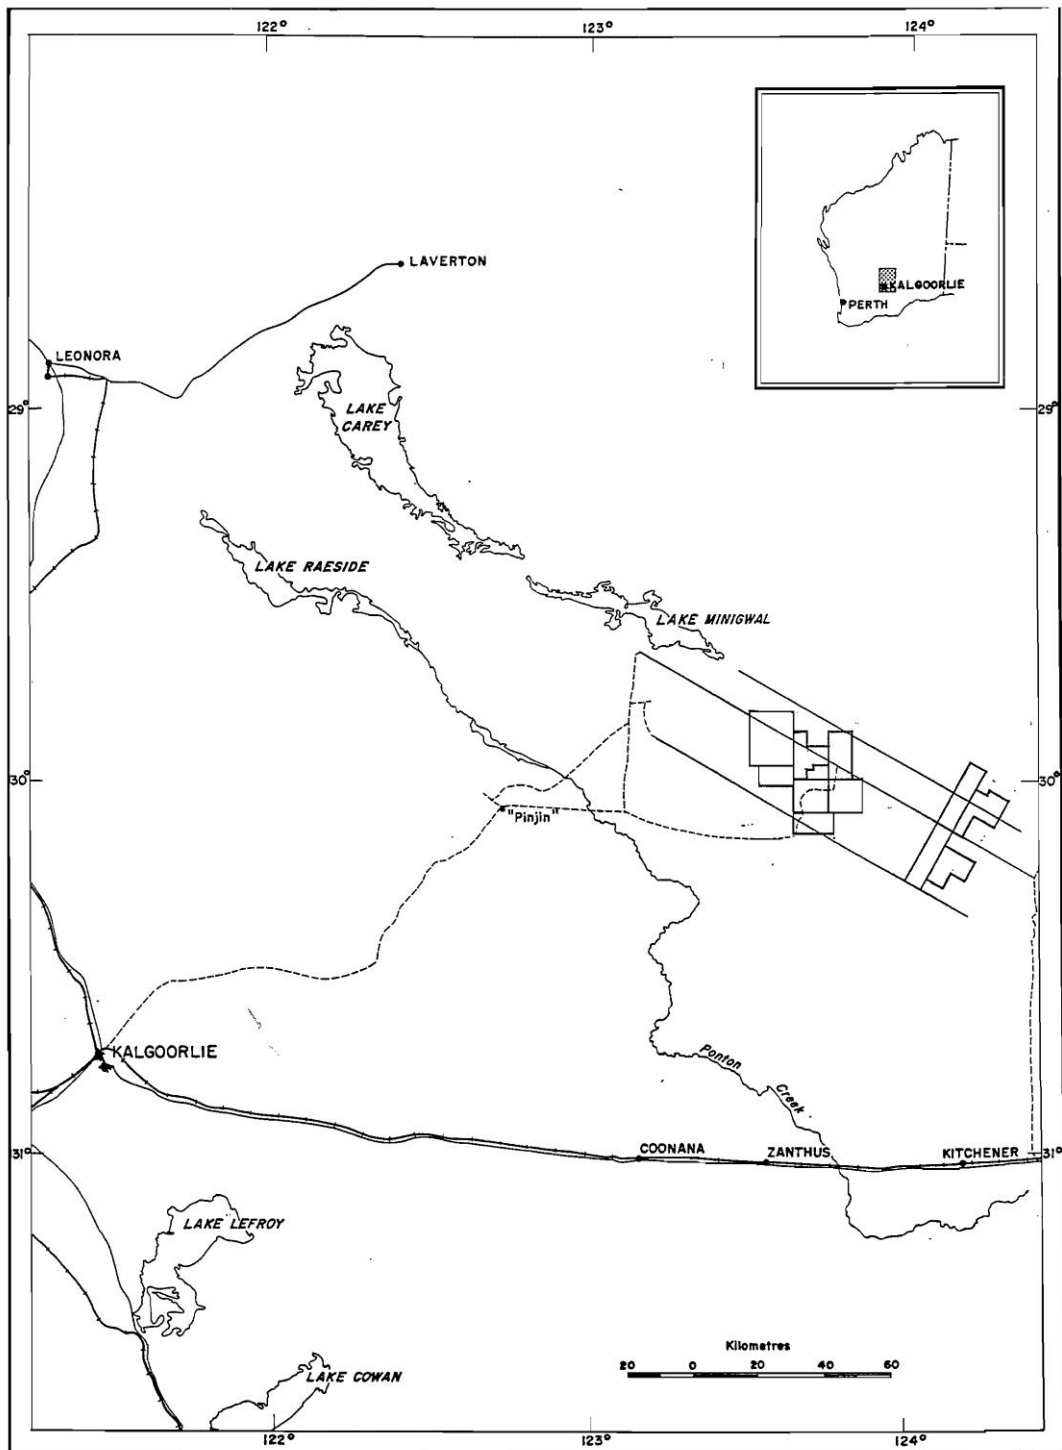 122°
123°
124°
KALGOORLIE
PERTH
LAVERTON
LEONORA
29°
29°
LAKE
CAREY
LAKE RAESIDE
LAKE MINIGWAL
30°
30°
"Pinjin"
KALGOORLIE
Ponton
Creek
31°
COONANA
ZANTHUS
KITCHENER
31°
LAKE LEFROY
Kilometres
20 0 20 40 60
LAKE COWAN
122°
123°
124°